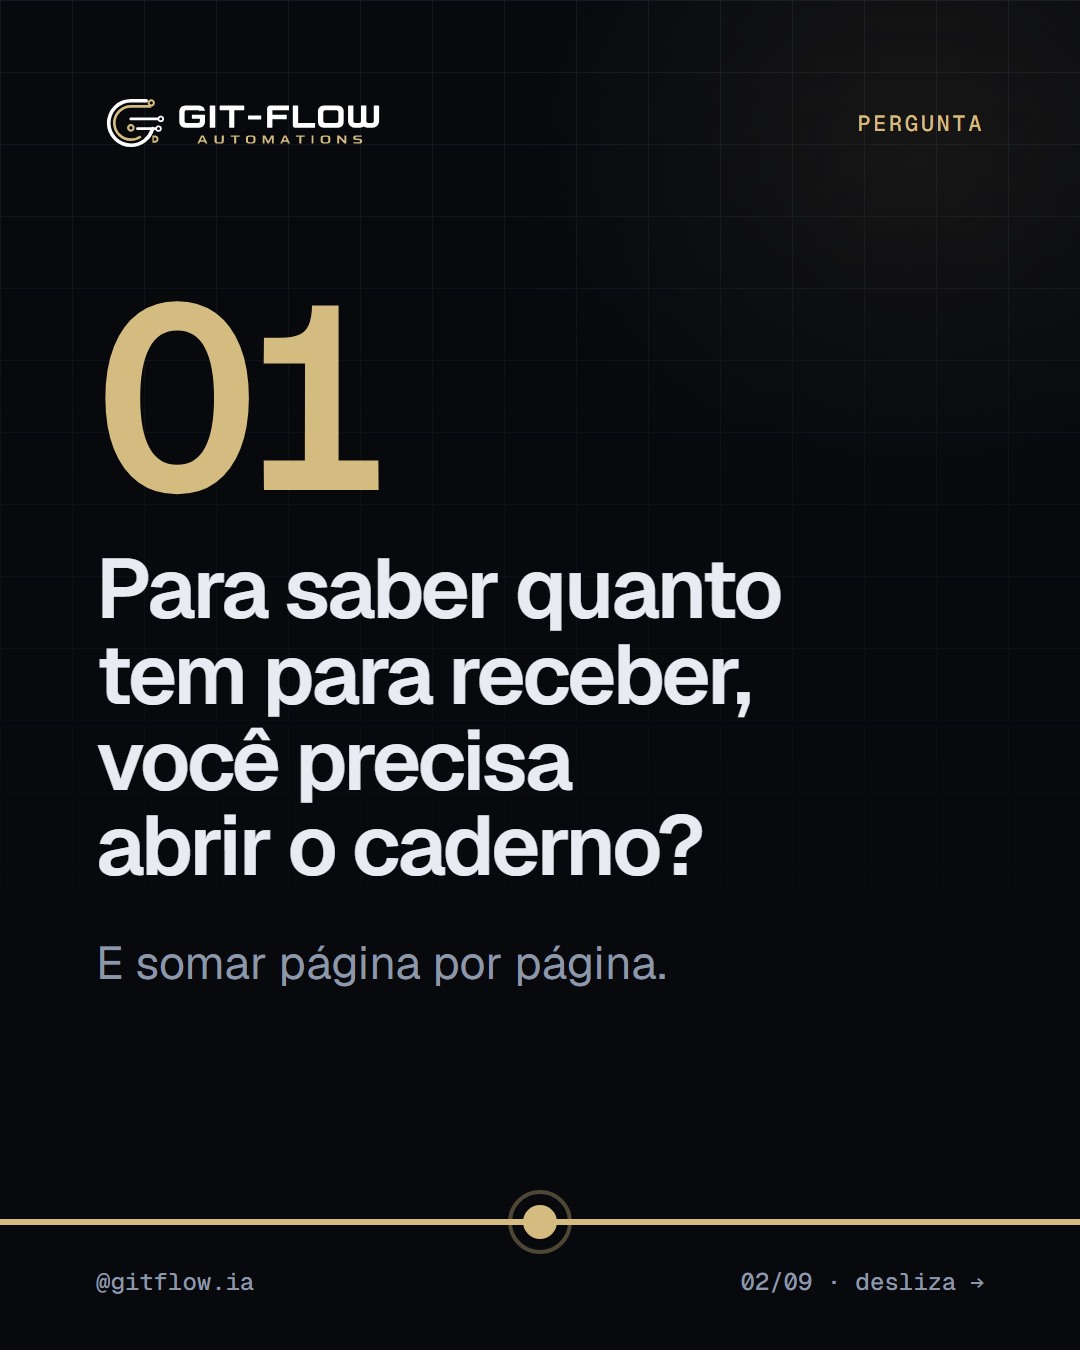 GIT-FLOW
AUTOMATIONS
PERGUNTA
01
Para saber quanto
tem para receber,
você precisa
abrir o caderno?
E somar página por página.
@gitflow.ia
02/09 · desliza →